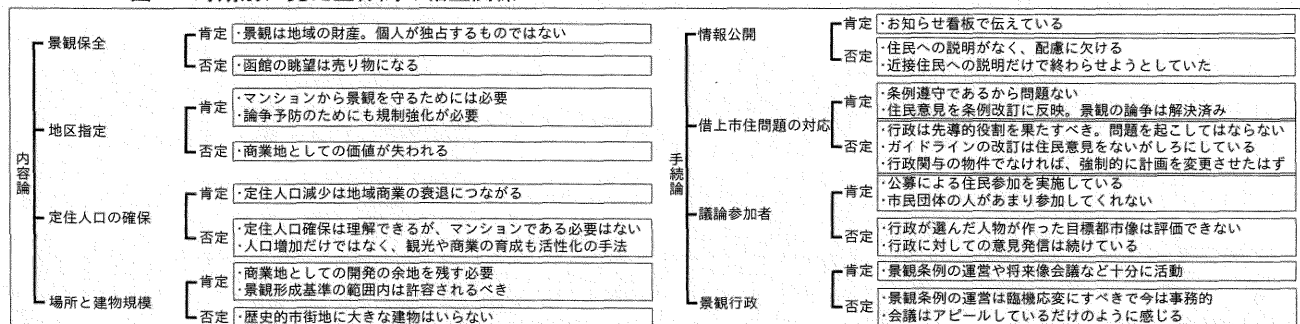 内容論
景観保全
肯定
・景観は地域の財産。個人が独占するものではない
否定
・函館の眺望は売り物になる
地区指定
肯定
・マンションから景観を守るためには必要
・論争予防のためにも規制強化が必要
否定
・商業地としての価値が失われる
定住人口の確保
肯定
・定住人口減少は地域商業の衰退につながる
否定
・定住人口確保は理解できるが、マンションである必要はない
・人口増加だけではなく、観光や商業の育成も活性化の手法
場所と建物規模
肯定
・商業地としての開発の余地を残す必要
・景観形成基準の範囲内は許容されるべき
否定
・歴史的市街地に大きな建物はいらない
手続論
情報公開
肯定
・お知らせ看板で伝えている
否定
・住民への説明がなく、配慮に欠ける
・近接住民への説明だけで終わらせようとしていた
借上市住問題の対応
肯定
・条例遵守であるから問題ない
・住民意見を条例改訂に反映。景観の論争は解決済み
否定
・行政は先導的役割を果たすべき。問題を起こしてはならない
・ガイドラインの改訂は住民意見をないがしろにしている
・行政関与の物件でなければ、強制的に計画を変更させたはず
議論参加者
肯定
・公募による住民参加を実施している
・市民団体の人があまり参加してくれない
否定
・行政が選んだ人物が作った目標都市像は評価できない
・行政に対しての意見発信は続けている
景観行政
肯定
・景観条例の運営や将来像会議など十分に活動
否定
・景観条例の運営は臨機応変にすべきで今は事務的
・会議はアピールしているだけのように感じる